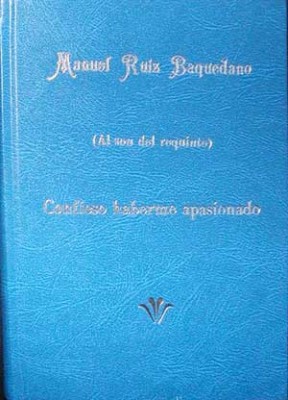 Manuel Ruiz Baquedano
(Al son del requinto)
Confieso haberme apasionado